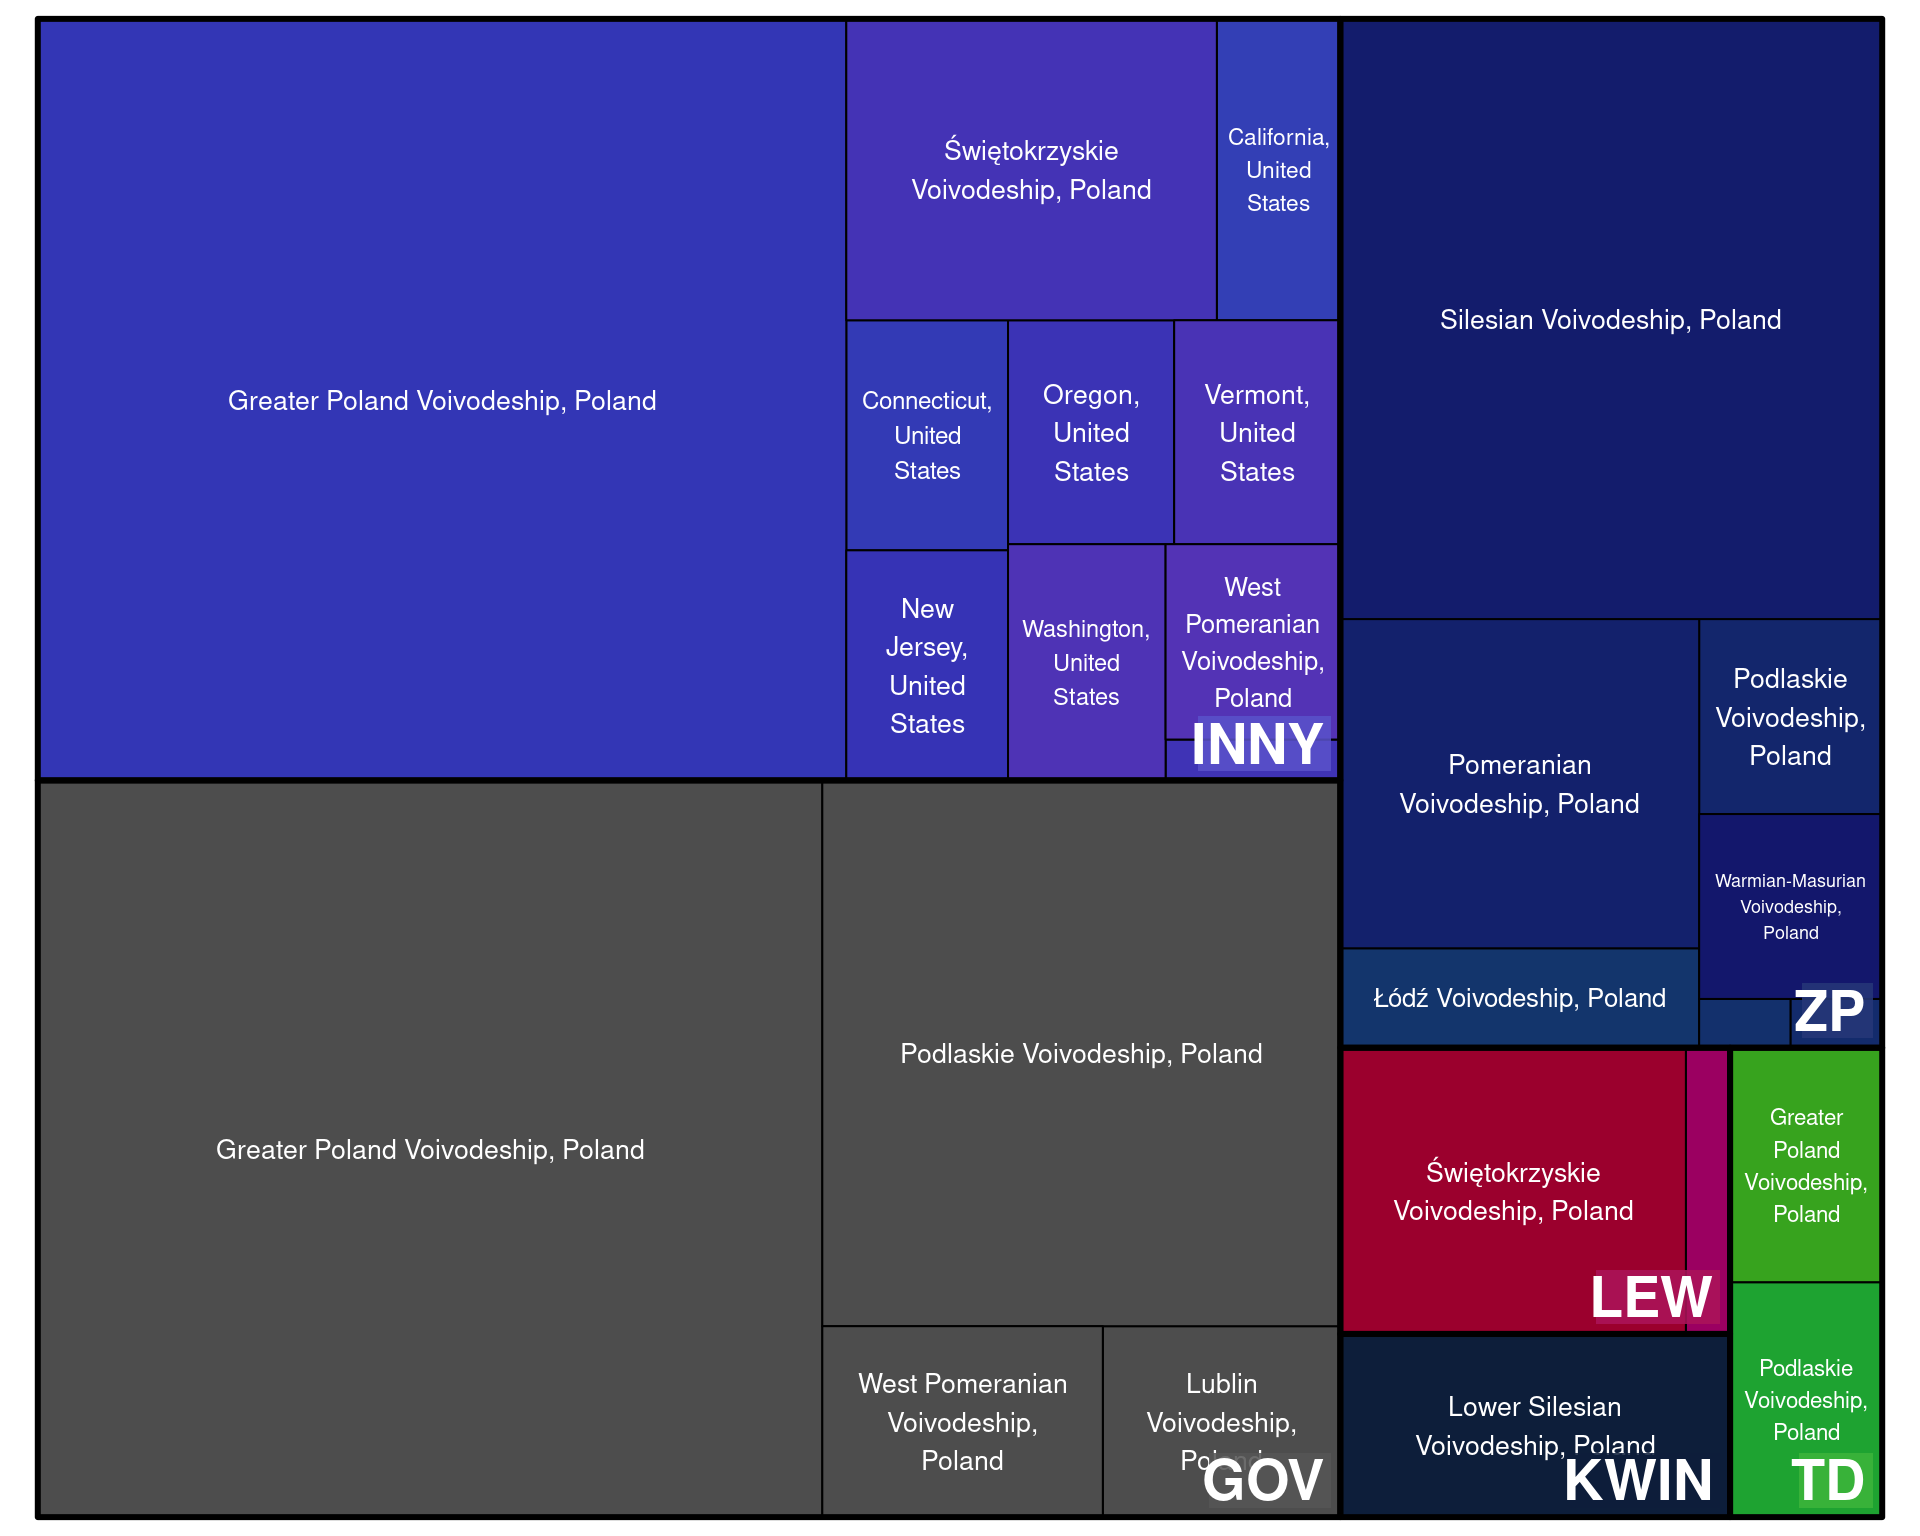 Greater Poland Voivodeship, Poland
Świętokrzyskie
Voivodeship, Poland
California,
United
States
Connecticut,
United
States
Oregon,
United
States
Vermont,
United
States
New
Jersey,
United
States
Washington,
United
States
West
Pomeranian
Voivodeship,
Poland
INNY
Silesian Voivodeship, Poland
Pomeranian
Voivodeship, Poland
Podlaskie
Voivodeship,
Poland
Warmian-Masurian
Voivodeship,
Poland
Łódź Voivodeship, Poland
ZP
Greater Poland Voivodeship, Poland
Podlaskie Voivodeship, Poland
West Pomeranian
Voivodeship,
Poland
Lublin
Voivodeship,
Poland
GOV
Świętokrzyskie
Voivodeship, Poland
LEW
Lower Silesian
Voivodeship, Poland
KWIN
Greater
Poland
Voivodeship,
Poland
Podlaskie
Voivodeship,
Poland
TD